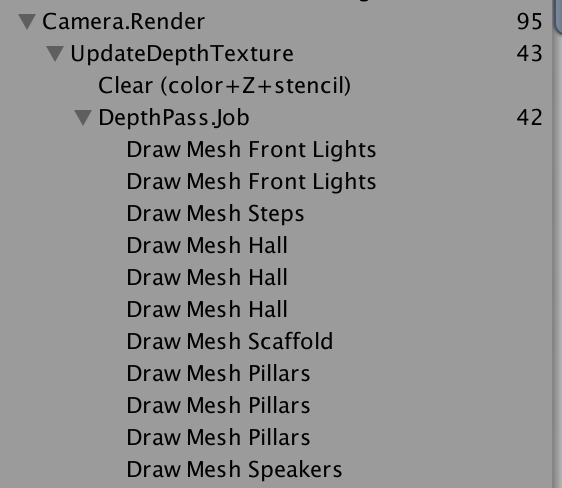 Camera.Render 95
UpdateDepthTexture 43
Clear (color+Z+stencil)
DepthPass.Job 42
Draw Mesh Front Lights
Draw Mesh Front Lights
Draw Mesh Steps
Draw Mesh Hall
Draw Mesh Hall
Draw Mesh Hall
Draw Mesh Scaffold
Draw Mesh Pillars
Draw Mesh Pillars
Draw Mesh Pillars
Draw Mesh Speakers